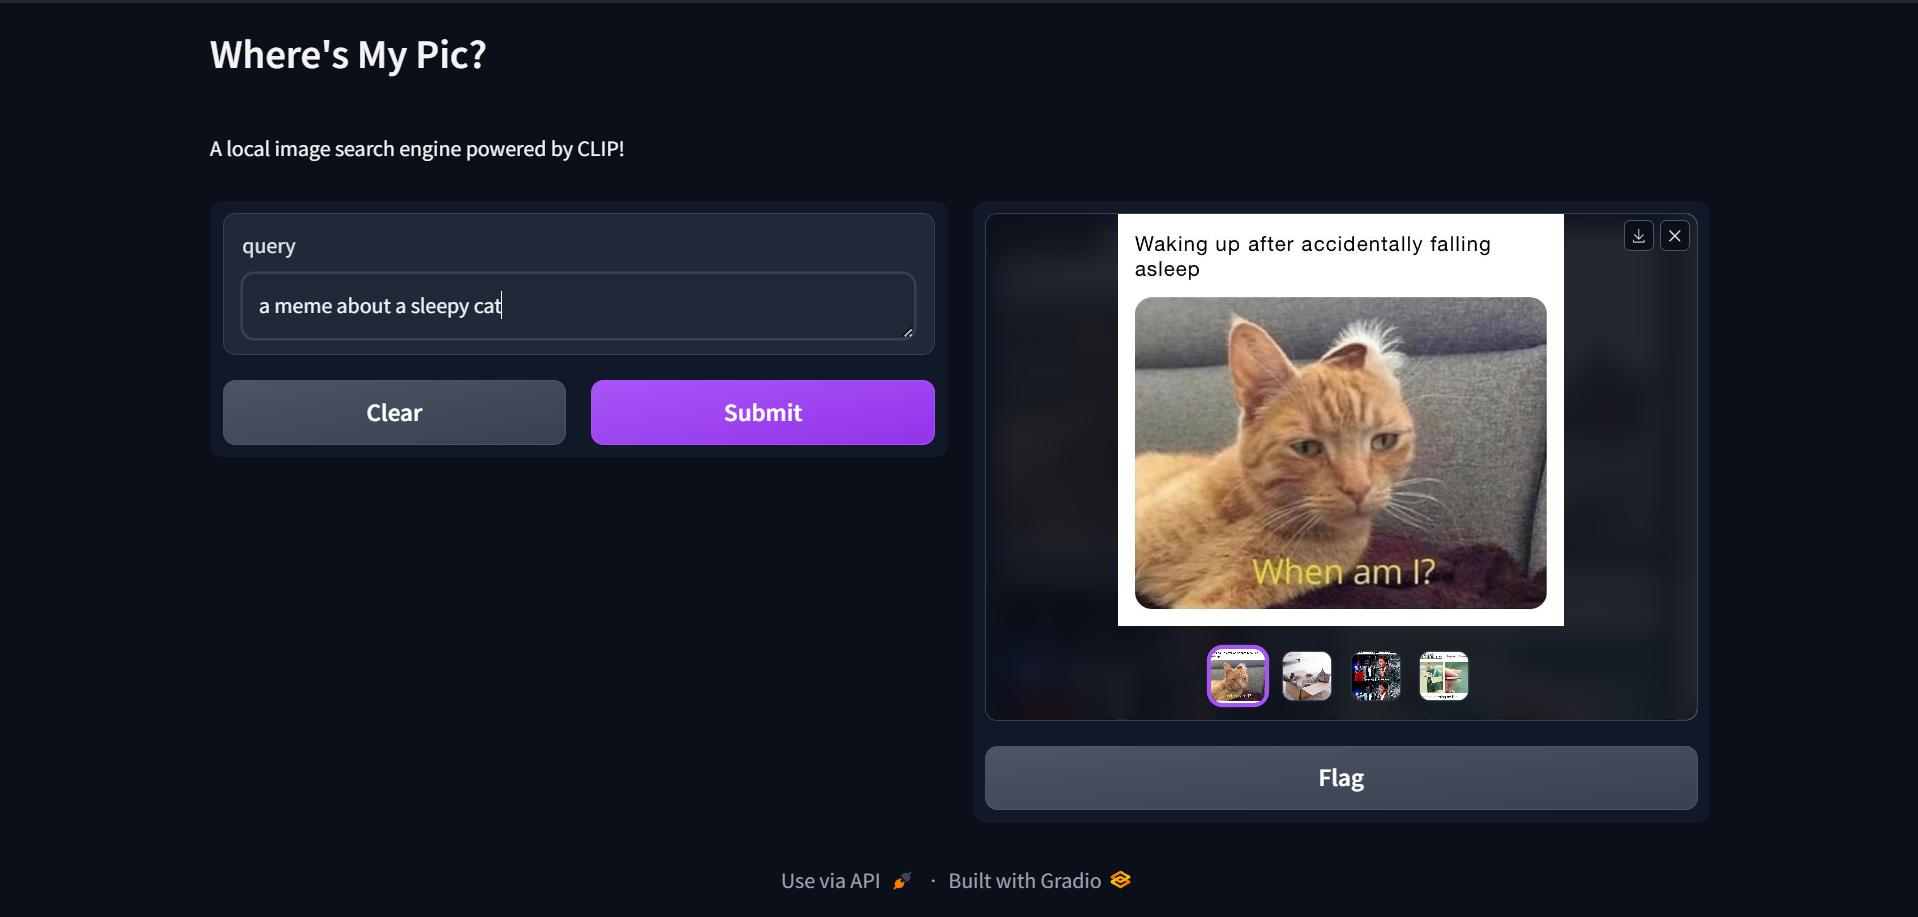 Where's My Pic?
A local image search engine powered by CLIP!
query
a meme about a sleepy cat
Clear
Submit
Waking up after accidentally falling
asleep
When am I?
Flag
Use via API · Built with Gradio